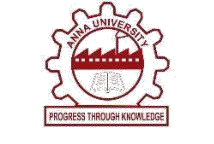 ANNA UNIVERSITY
PROGRESS THROUGH KNOWLEDGE